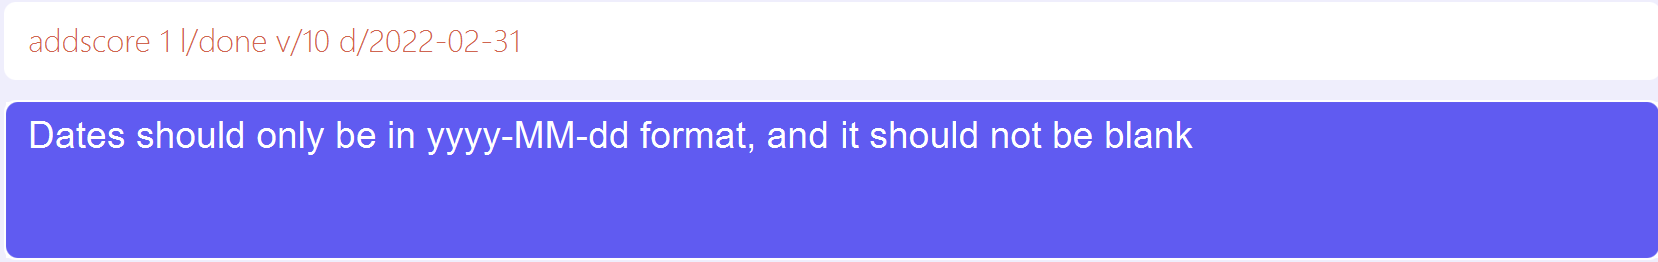 addscore 1 l/done v/10 d/2022-02-31
Dates should only be in yyyy-MM-dd format, and it should not be blank